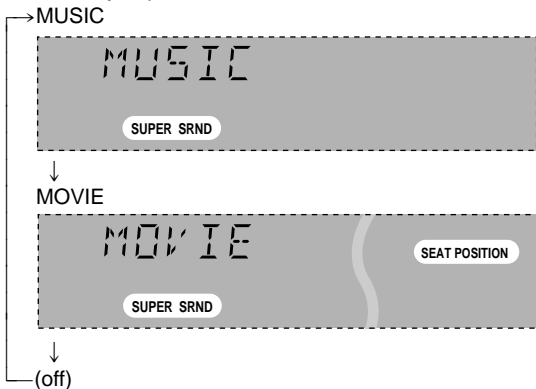 MUSIC
MUSIC
SUPER SRND
MOVIE
MOVIE
SEAT POSITION
SUPER SRND
(off)